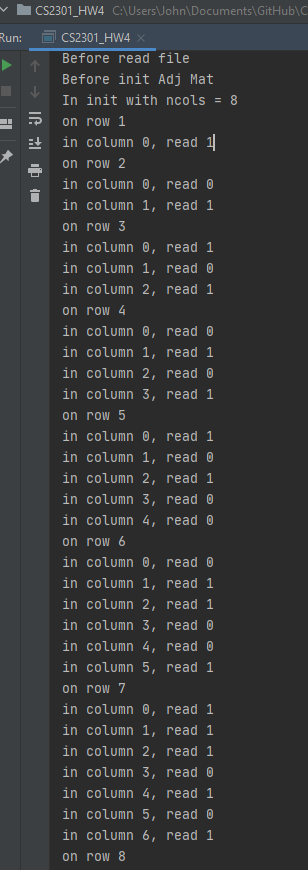 CS2301_HW4 C:\Users\John\Documents\GitHub\C
Run: CS2301_HW4
Before read file
Before init Adj Mat
In init with ncols = 8
on row 1
in column 0, read 1
on row 2
in column 0, read 0
in column 1, read 1
on row 3
in column 0, read 1
in column 1, read 0
in column 2, read 1
on row 4
in column 0, read 0
in column 1, read 1
in column 2, read 0
in column 3, read 1
on row 5
in column 0, read 1
in column 1, read 0
in column 2, read 1
in column 3, read 0
in column 4, read 0
on row 6
in column 0, read 0
in column 1, read 1
in column 2, read 1
in column 3, read 0
in column 4, read 0
in column 5, read 1
on row 7
in column 0, read 1
in column 1, read 1
in column 2, read 1
in column 3, read 0
in column 4, read 1
in column 5, read 0
in column 6, read 1
on row 8